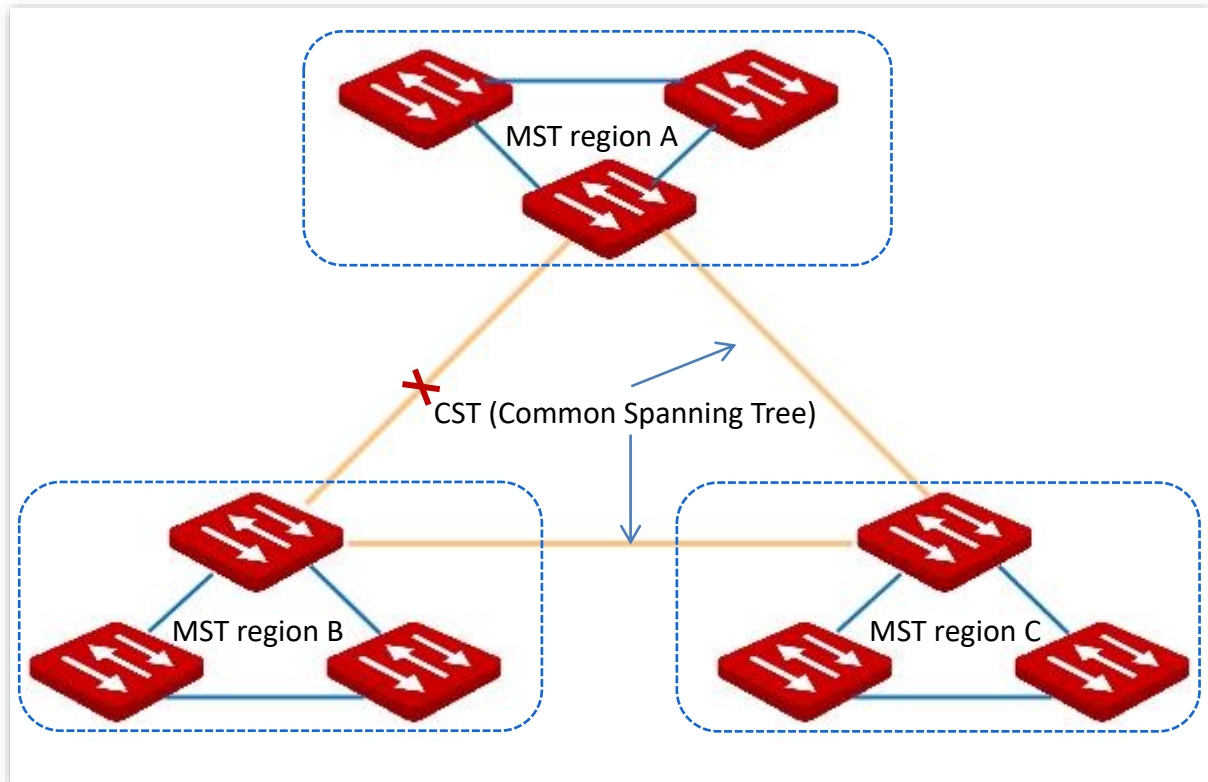 MST region A
CST (Common Spanning Tree)
MST region B
MST region C